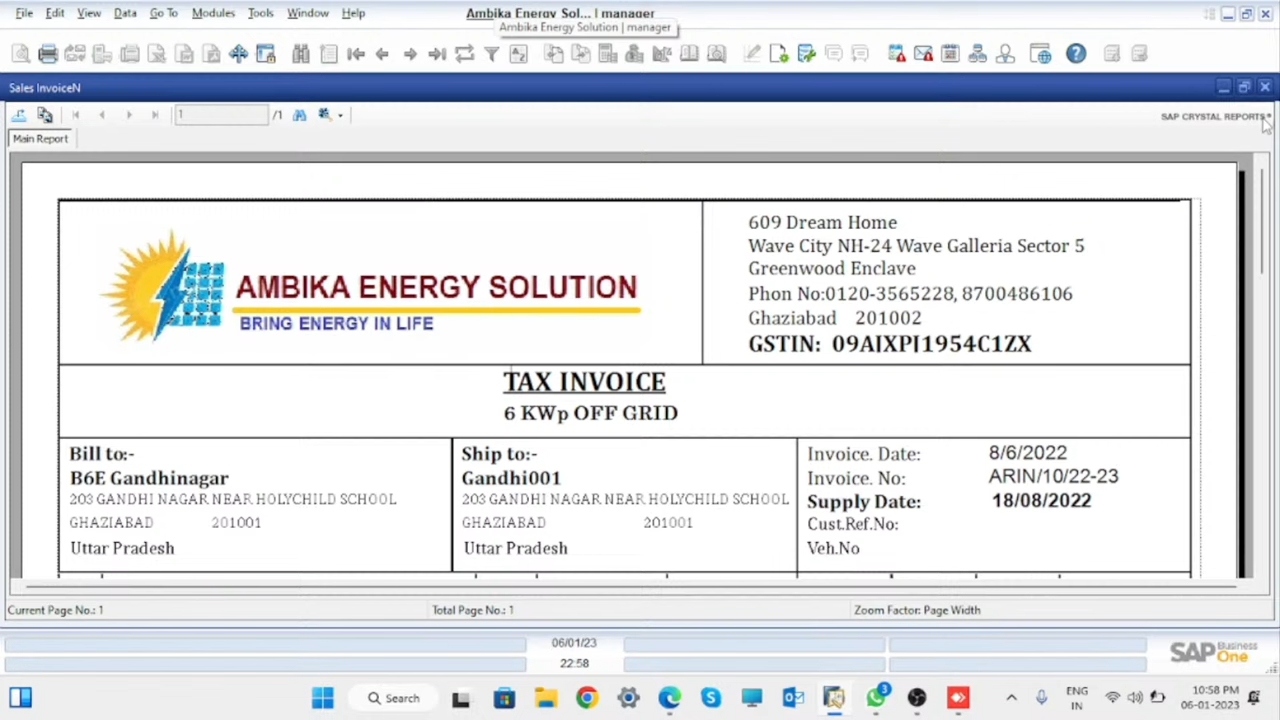 File Edit View Data Go To Modules Tools Window Help
Ambika Energy Sol... | manager
Ambika Energy Solution | manager
Sales InvoiceN
1 /1
SAP CRYSTAL REPORTS®
Main Report
AMBIKA ENERGY SOLUTION
BRING ENERGY IN LIFE
609 Dream Home
Wave City NH-24 Wave Galleria Sector 5
Greenwood Enclave
Phon No:0120-3565228, 8700486106
Ghaziabad 201002
GSTIN: 09AJXPJ1954C1ZX
TAX INVOICE
6 KWp OFF GRID
Bill to:-
B6E Gandhinagar
203 GANDHI NAGAR NEAR HOLYCHILD SCHOOL
GHAZIABAD 201001
Uttar Pradesh
Ship to:-
Gandhi001
203 GANDHI NAGAR NEAR HOLYCHILD SCHOOL
GHAZIABAD 201001
Uttar Pradesh
Invoice. Date: 8/6/2022
Invoice. No: ARIN/10/22-23
Supply Date: 18/08/2022
Cust.Ref.No:
Veh.No
Current Page No.: 1
Total Page No.: 1
Zoom Factor: Page Width
06/01/23
22:58
SAP Business One
Search
3
ENG
IN
10:58 PM
06-01-2023